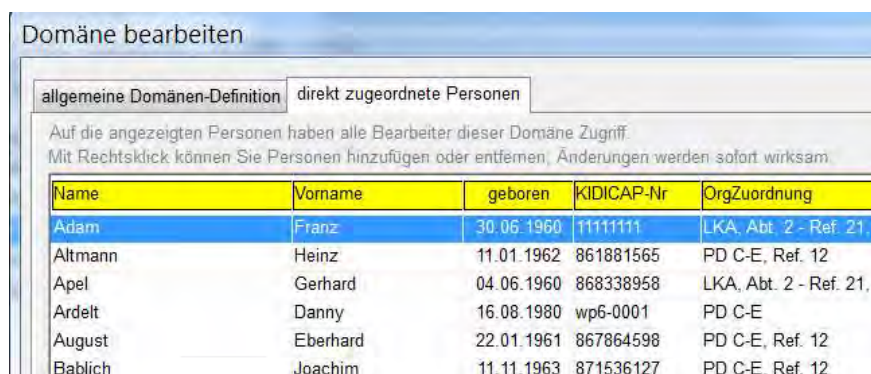 Domäne bearbeiten
allgemeine Domänen-Definition direkt zugeordnete Personen
Auf die angezeigten Personen haben alle Bearbeiter dieser Domäne Zugriff.
Mit Rechtsklick können Sie Personen hinzufügen oder entfernen; Änderungen werden sofort wirksam.
Name Vorname geboren KIDICAP-Nr OrgZuordnung
Adam Franz 30.06.1960 11111111 LKA, Abt. 2 - Ref. 21,
Altmann Heinz 11.01.1962 861881565 PD C-E, Ref. 12
Apel Gerhard 04.06.1960 868338958 LKA, Abt. 2 - Ref. 21,
Ardelt Danny 16.08.1980 wp6-0001 PD C-E
August Eberhard 22.01.1961 867864598 PD C-E, Ref. 12
Bablich Joachim 11.11.1963 871536127 PD C-E, Ref. 12